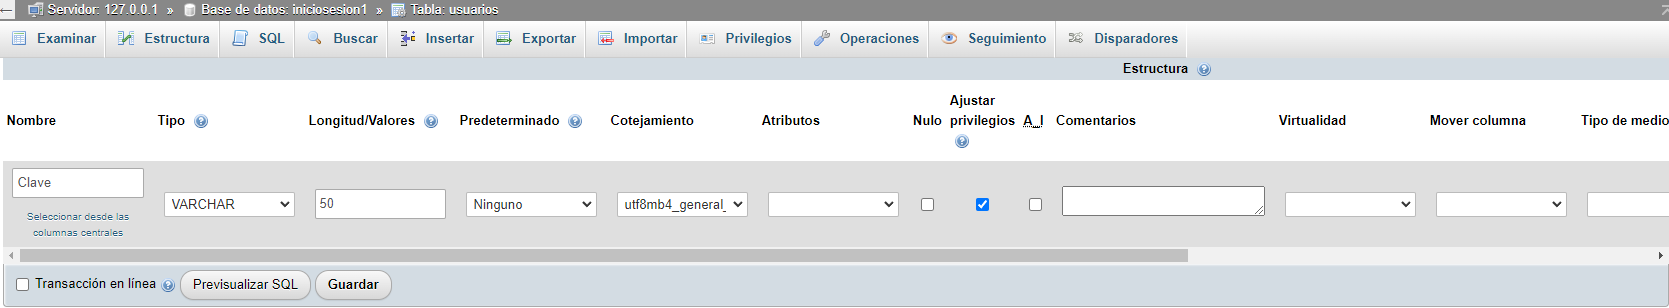 Servidor: 127.0.0.1 » Base de datos: iniciosesion1 » Tabla: usuarios
Examinar Estructura SQL Buscar Insertar Exportar Importar Privilegios Operaciones Seguimiento Disparadores
Estructura
Nombre Tipo Longitud/Valores Predeterminado Cotejamiento Atributos Nulo Ajustar privilegios A_I Comentarios Virtualidad Mover columna Tipo de medio
Clave VARCHAR 50 Ninguno utf8mb4_general_
Seleccionar desde las
columnas centrales
Transacción en línea Previsualizar SQL Guardar